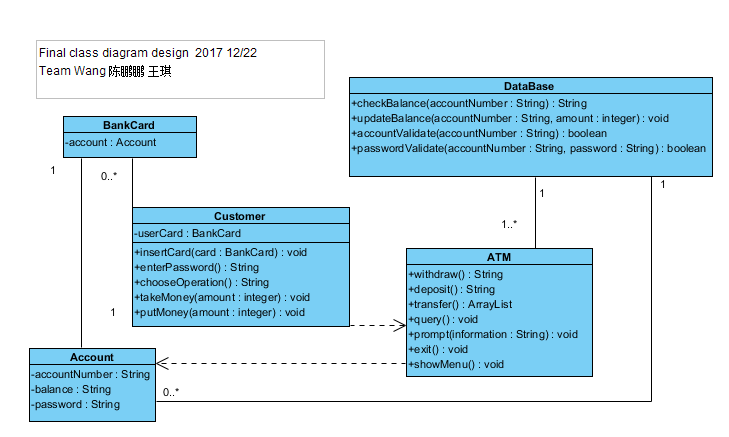 Final class diagram design 2017 12/22
Team Wang 陈鹏鹏 王琪
DataBase
+checkBalance(accountNumber : String) : String
+updateBalance(accountNumber : String, amount : integer) : void
+accountValidate(accountNumber : String) : boolean
+passwordValidate(accountNumber : String, password : String) : boolean
BankCard
-account : Account
1
0..*
1
1
Customer
-userCard : BankCard
+insertCard(card : BankCard) : void
+enterPassword() : String
+chooseOperation() : String
+takeMoney(amount : integer) : void
+putMoney(amount : integer) : void
1..*
ATM
+withdraw() : String
+deposit() : String
+transfer() : ArrayList
+query() : void
+prompt(information : String) : void
+exit() : void
+showMenu() : void
1
Account
-accountNumber : String
-balance : String
-password : String
0..*